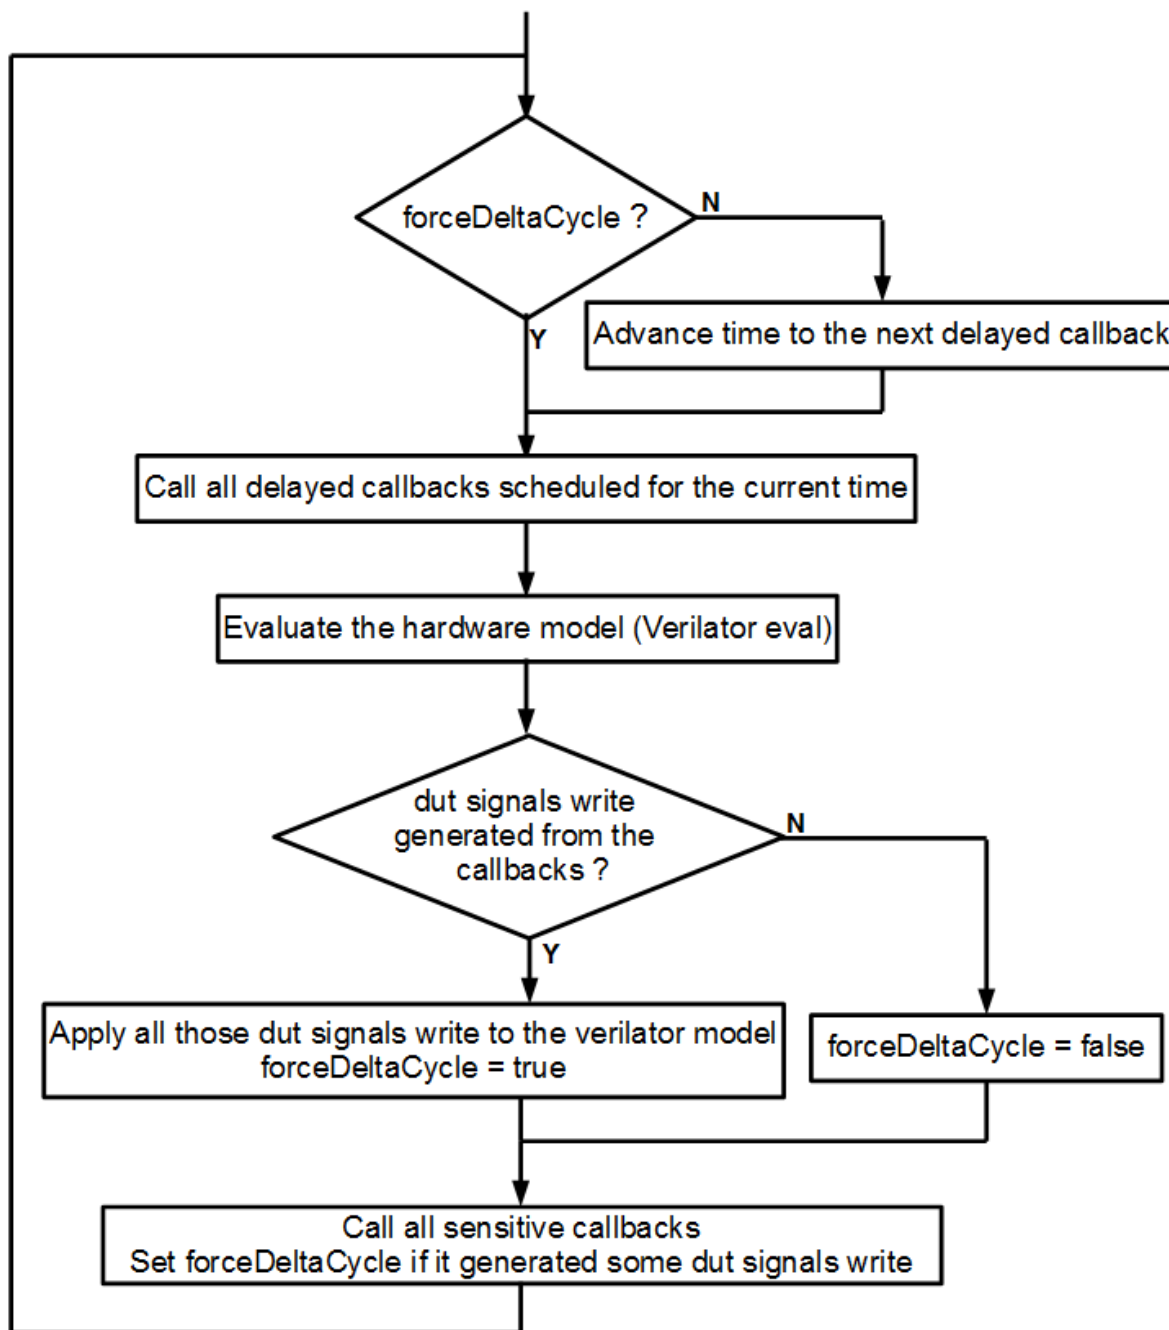 forceDeltaCycle ?
N
Y
Advance time to the next delayed callback
Call all delayed callbacks scheduled for the current time
Evaluate the hardware model (Verilator eval)
dut signals write
generated from the
callbacks ?
N
Y
Apply all those dut signals write to the verilator model
forceDeltaCycle = true
forceDeltaCycle = false
Call all sensitive callbacks
Set forceDeltaCycle if it generated some dut signals write